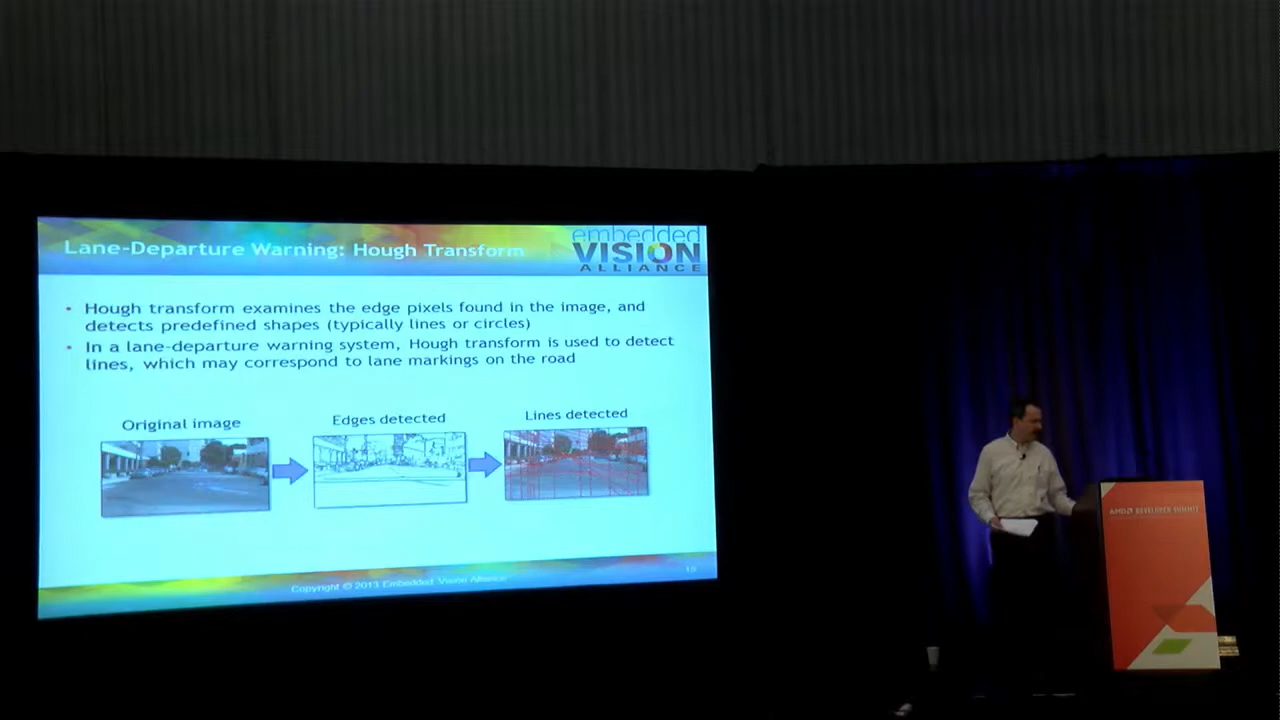 Lane-Departure Warning: Hough Transform
embedded
VISION
ALLIANCE
• Hough transform examines the edge pixels found in the image, and
detects predefined shapes (typically lines or circles)
• In a lane-departure warning system, Hough transform is used to detect
lines, which may correspond to lane markings on the road
Original image
Edges detected
Lines detected
Copyright © 2013 Embedded Vision Alliance
AMD DEVELOPER SUMMIT